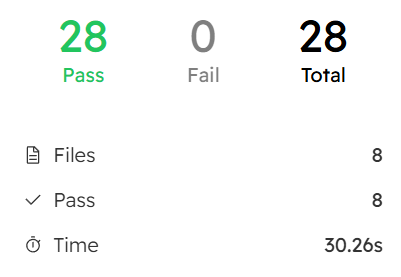 28 0 28
Pass Fail Total
Files 8
Pass 8
Time 30.26s